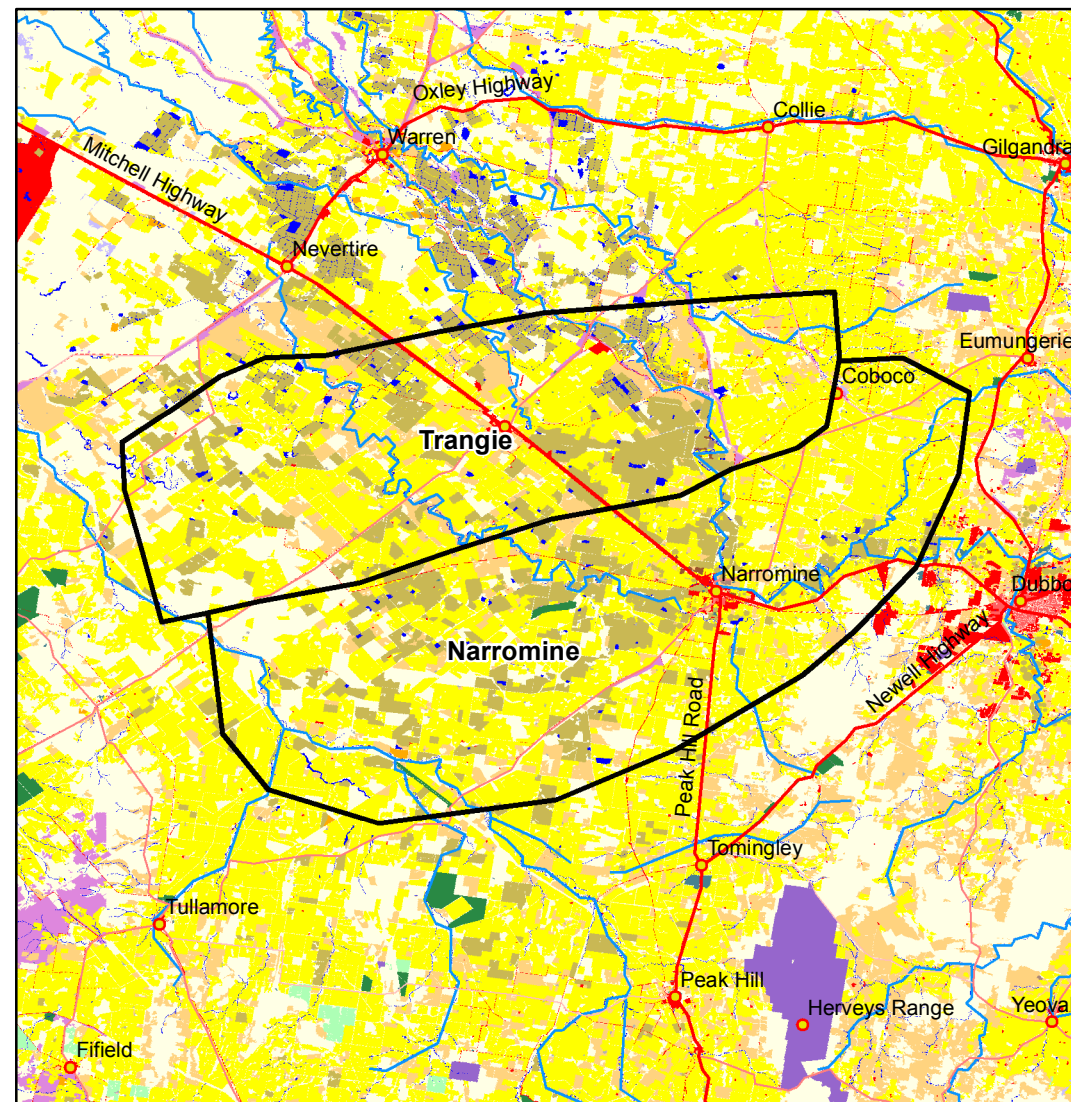 Oxley Highway
Collie
Warren
Gilgandra
Mitchell Highway
Nevertire
Eumungerie
Coboco
Trangie
Narromine
Dubbo
Narromine
Newell Highway
Peak Hill Road
Tomingley
Tullamore
Peak Hill
Herveys Range
Yeova
Fifield